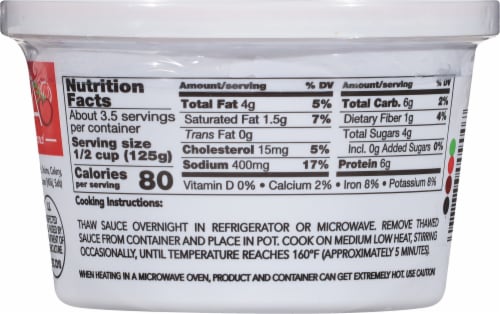 Nutrition Facts
About 3.5 servings per container
Serving size
1/2 cup (125g)
Calories per serving 80
Amount/serving % DV
Total Fat 4g 5%
Saturated Fat 1.5g 7%
Trans Fat 0g
Cholesterol 15mg 5%
Sodium 400mg 17%
Amount/serving % DV
Total Carb. 6g 2%
Dietary Fiber 1g 4%
Total Sugars 4g
Incl. 0g Added Sugars 0%
Protein 6g
Vitamin D 0% • Calcium 2% • Iron 8% • Potassium 8%
Cooking Instructions:
THAW SAUCE OVERNIGHT IN REFRIGERATOR OR MICROWAVE. REMOVE THAWED
SAUCE FROM CONTAINER AND PLACE IN POT. COOK ON MEDIUM LOW HEAT, STIRRING
OCCASIONALLY, UNTIL TEMPERATURE REACHES 160°F (APPROXIMATELY 5 MINUTES).
WHEN HEATING IN A MICROWAVE OVEN, PRODUCT AND CONTAINER CAN GET EXTREMELY HOT. USE CAUTION